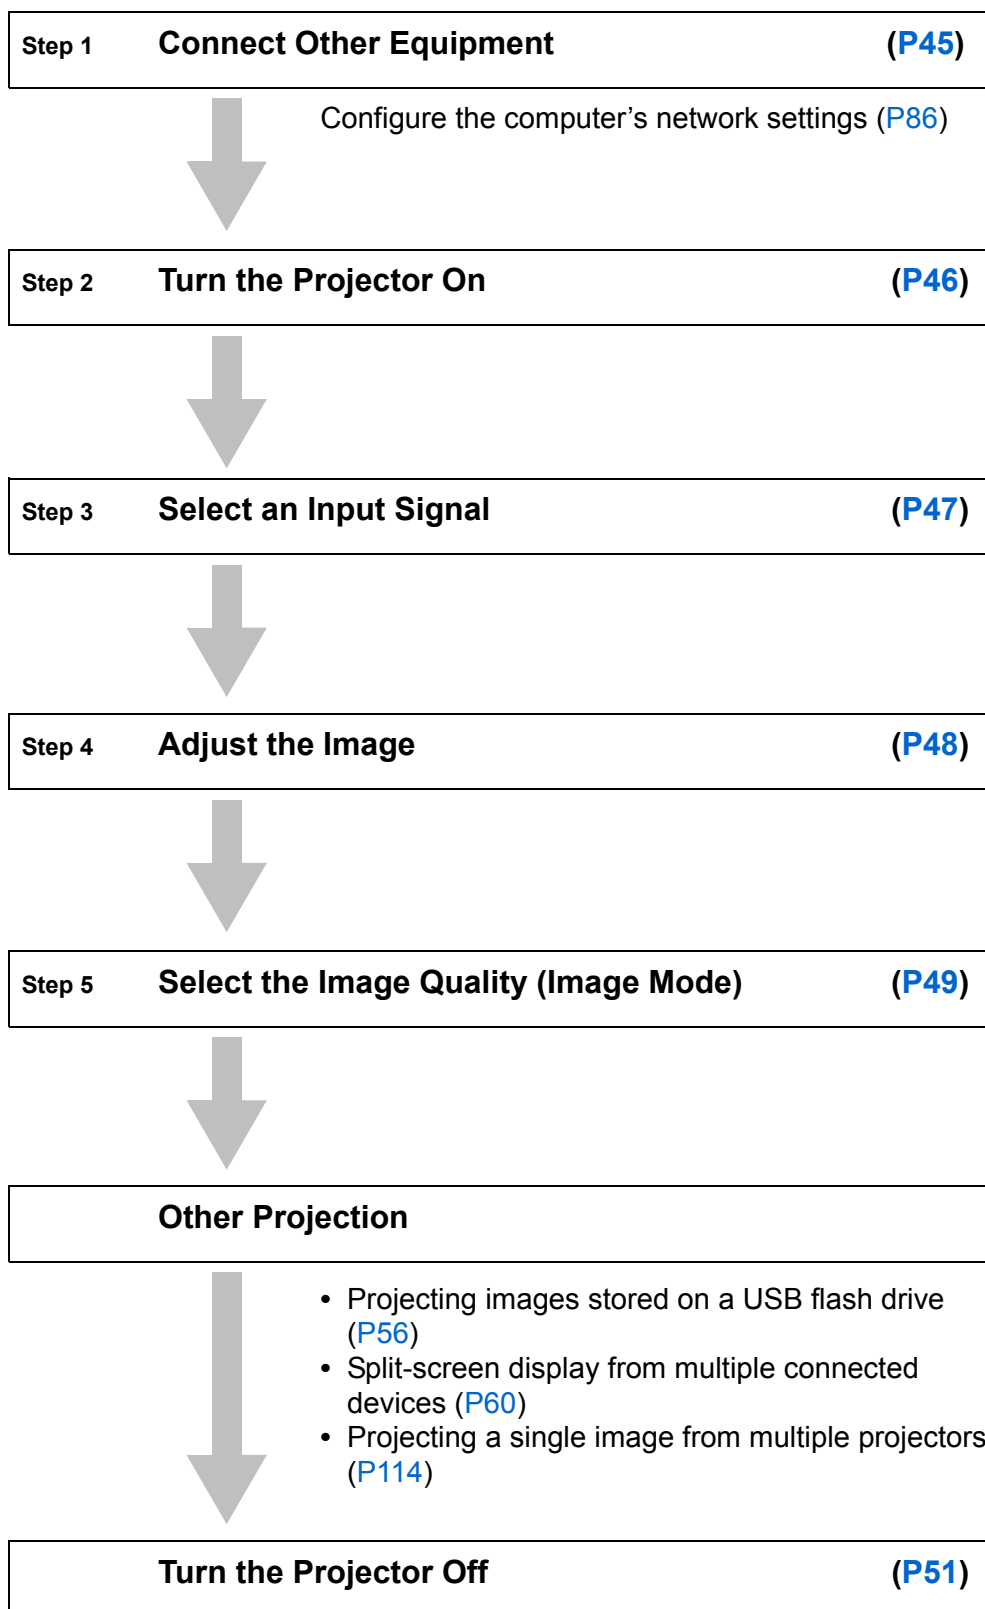 Step 1 Connect Other Equipment (P45)
Configure the computer’s network settings (P86)
Step 2 Turn the Projector On (P46)
Step 3 Select an Input Signal (P47)
Step 4 Adjust the Image (P48)
Step 5 Select the Image Quality (Image Mode) (P49)
Other Projection
• Projecting images stored on a USB flash drive
(P56)
• Split-screen display from multiple connected
devices (P60)
• Projecting a single image from multiple projectors
(P114)
Turn the Projector Off (P51)